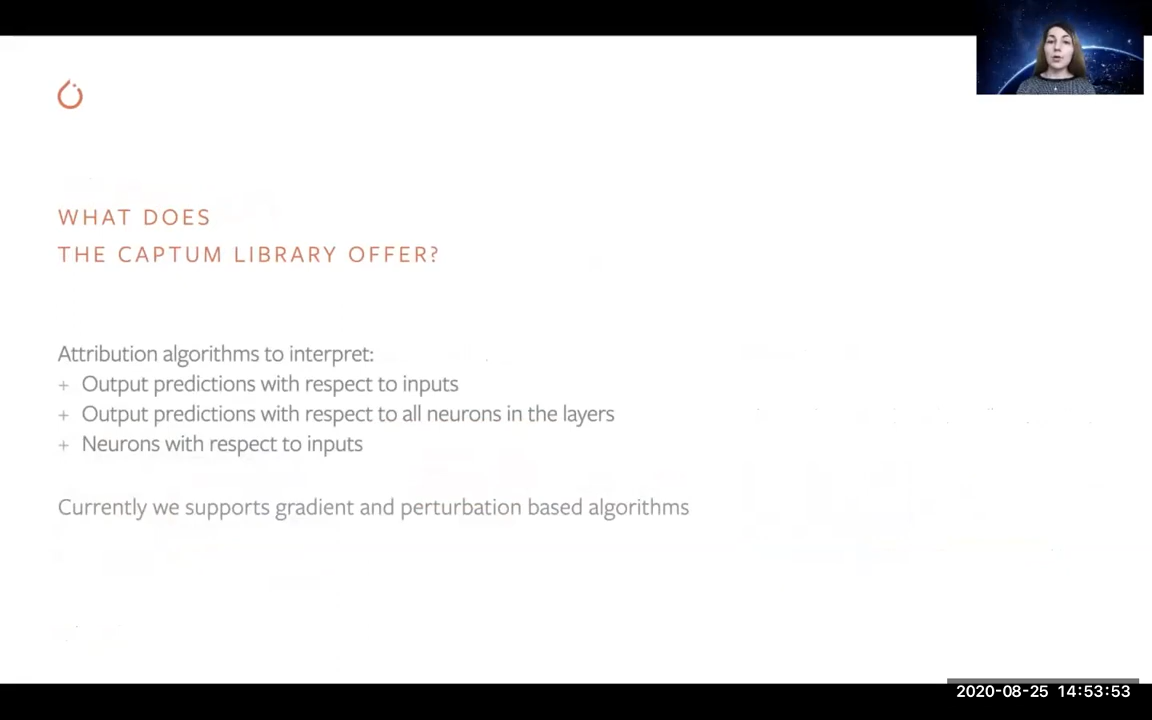 WHAT DOES
THE CAPTUM LIBRARY OFFER?
Attribution algorithms to interpret:
+ Output predictions with respect to inputs
+ Output predictions with respect to all neurons in the layers
+ Neurons with respect to inputs
Currently we supports gradient and perturbation based algorithms
2020-08-25 14:53:53